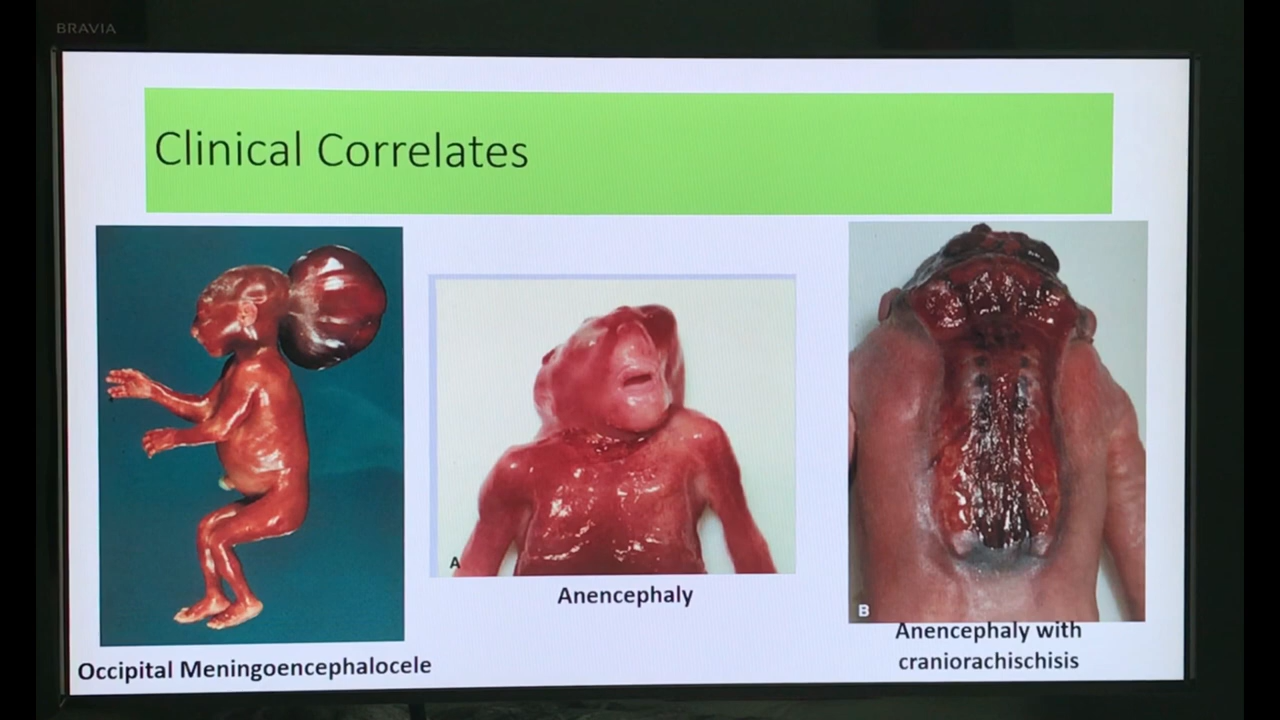 BRAVIA
Clinical Correlates
A
B
Occipital Meningoencephalocele
Anencephaly
Anencephaly with
craniorachischisis